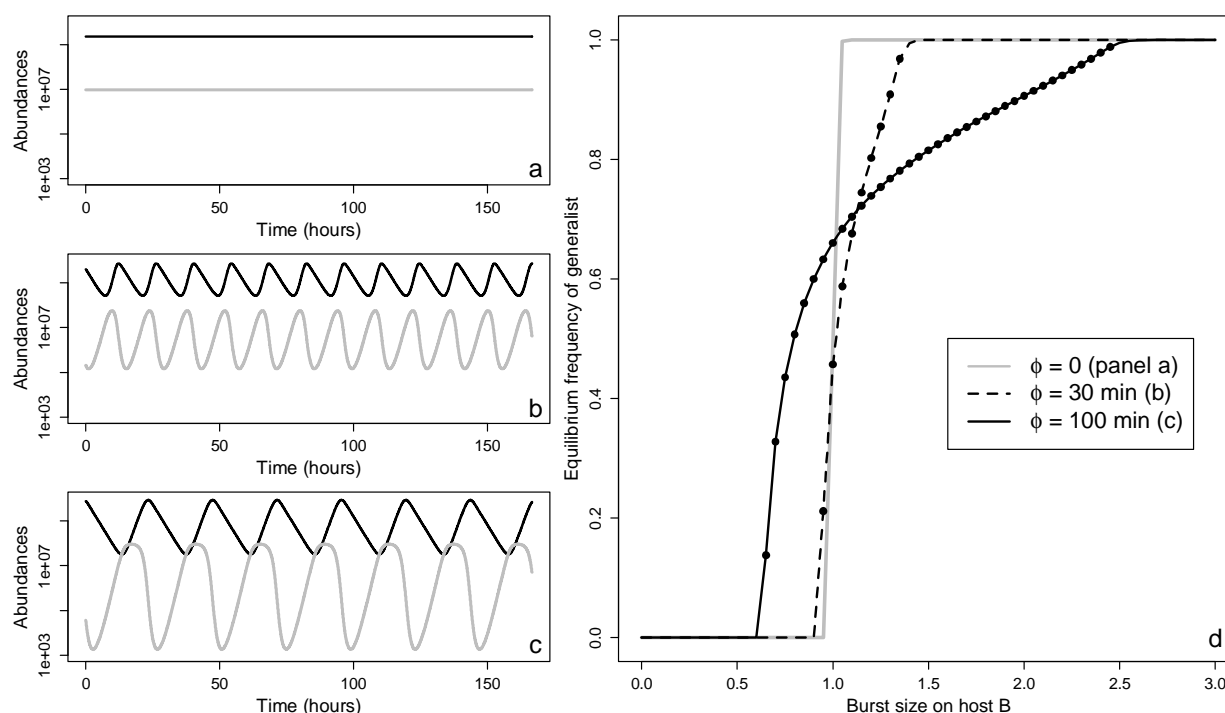 Abundances
1e+03 1e+07
0 50 100 150
Time (hours)
a
Abundances
1e+03 1e+07
0 50 100 150
Time (hours)
b
Abundances
1e+03 1e+07
0 50 100 150
Time (hours)
c
Equilibrium frequency of generalist
0.0 0.2 0.4 0.6 0.8 1.0
ϕ = 0 (panel a)
ϕ = 30 min (b)
ϕ = 100 min (c)
d
0.0 0.5 1.0 1.5 2.0 2.5 3.0
Burst size on host B